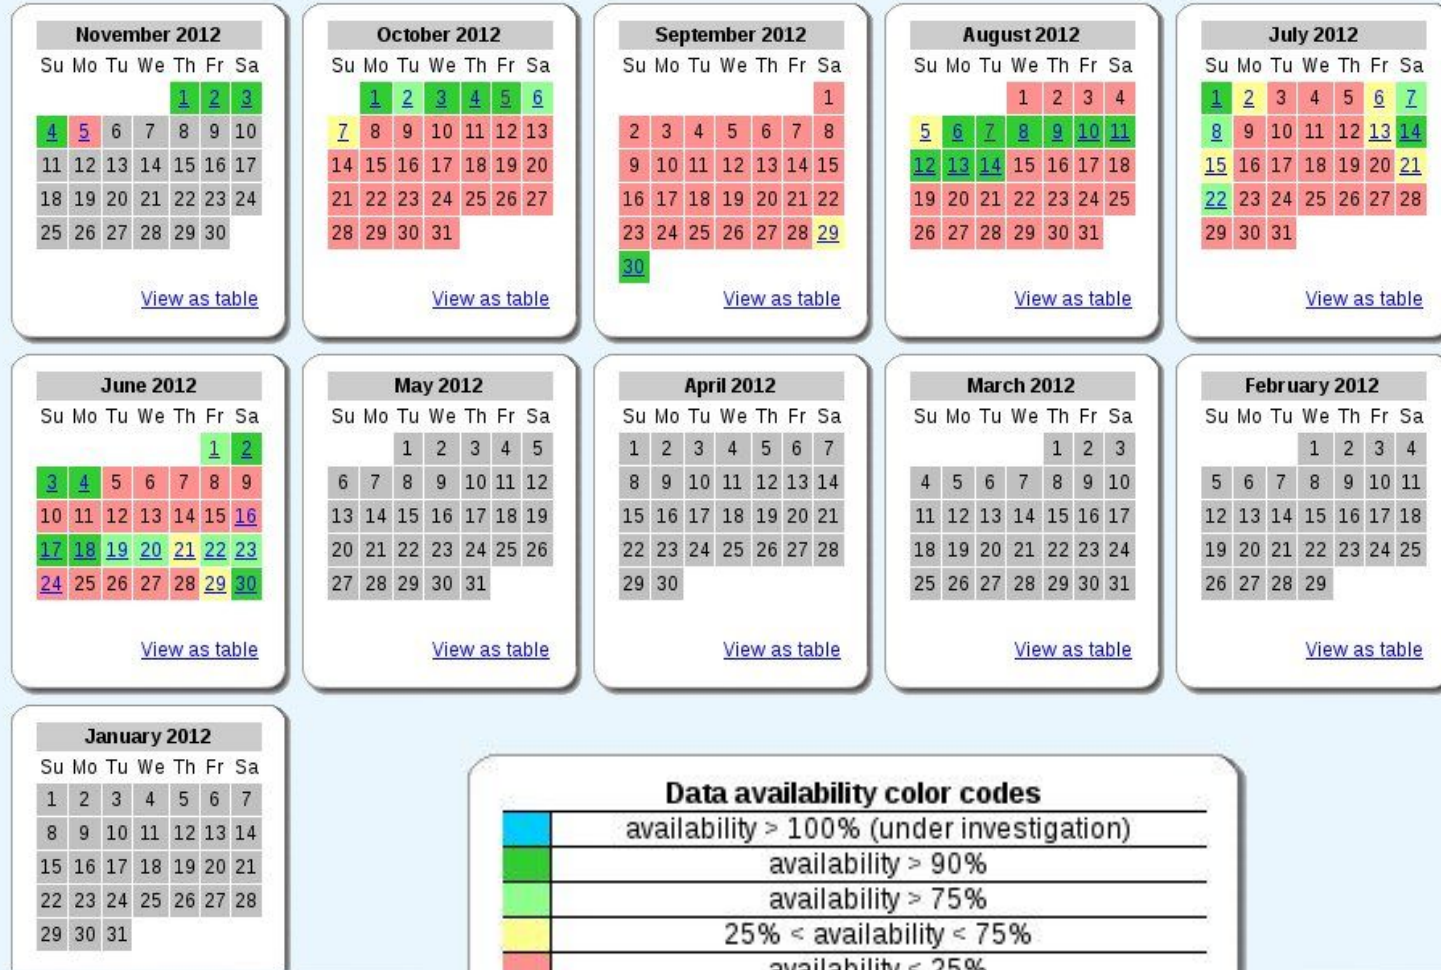 November 2012
Su Mo Tu We Th Fr Sa
1 2 3
4 5 6 7 8 9 10
11 12 13 14 15 16 17
18 19 20 21 22 23 24
25 26 27 28 29 30
View as table
October 2012
Su Mo Tu We Th Fr Sa
1 2 3 4 5 6
7 8 9 10 11 12 13
14 15 16 17 18 19 20
21 22 23 24 25 26 27
28 29 30 31
View as table
September 2012
Su Mo Tu We Th Fr Sa
1
2 3 4 5 6 7 8
9 10 11 12 13 14 15
16 17 18 19 20 21 22
23 24 25 26 27 28 29
30
View as table
August 2012
Su Mo Tu We Th Fr Sa
1 2 3 4
5 6 7 8 9 10 11
12 13 14 15 16 17 18
19 20 21 22 23 24 25
26 27 28 29 30 31
View as table
July 2012
Su Mo Tu We Th Fr Sa
1 2 3 4 5 6 7
8 9 10 11 12 13 14
15 16 17 18 19 20 21
22 23 24 25 26 27 28
29 30 31
View as table
June 2012
Su Mo Tu We Th Fr Sa
1 2
3 4 5 6 7 8 9
10 11 12 13 14 15 16
17 18 19 20 21 22 23
24 25 26 27 28 29 30
View as table
May 2012
Su Mo Tu We Th Fr Sa
1 2 3 4 5
6 7 8 9 10 11 12
13 14 15 16 17 18 19
20 21 22 23 24 25 26
27 28 29 30 31
View as table
April 2012
Su Mo Tu We Th Fr Sa
1 2 3 4 5 6 7
8 9 10 11 12 13 14
15 16 17 18 19 20 21
22 23 24 25 26 27 28
29 30
View as table
March 2012
Su Mo Tu We Th Fr Sa
1 2 3
4 5 6 7 8 9 10
11 12 13 14 15 16 17
18 19 20 21 22 23 24
25 26 27 28 29 30 31
View as table
February 2012
Su Mo Tu We Th Fr Sa
1 2 3 4
5 6 7 8 9 10 11
12 13 14 15 16 17 18
19 20 21 22 23 24 25
26 27 28 29
View as table
January 2012
Su Mo Tu We Th Fr Sa
1 2 3 4 5 6 7
8 9 10 11 12 13 14
15 16 17 18 19 20 21
22 23 24 25 26 27 28
29 30 31
Data availability color codes
availability > 100% (under investigation)
availability > 90%
availability > 75%
25% < availability < 75%
availability < 25%